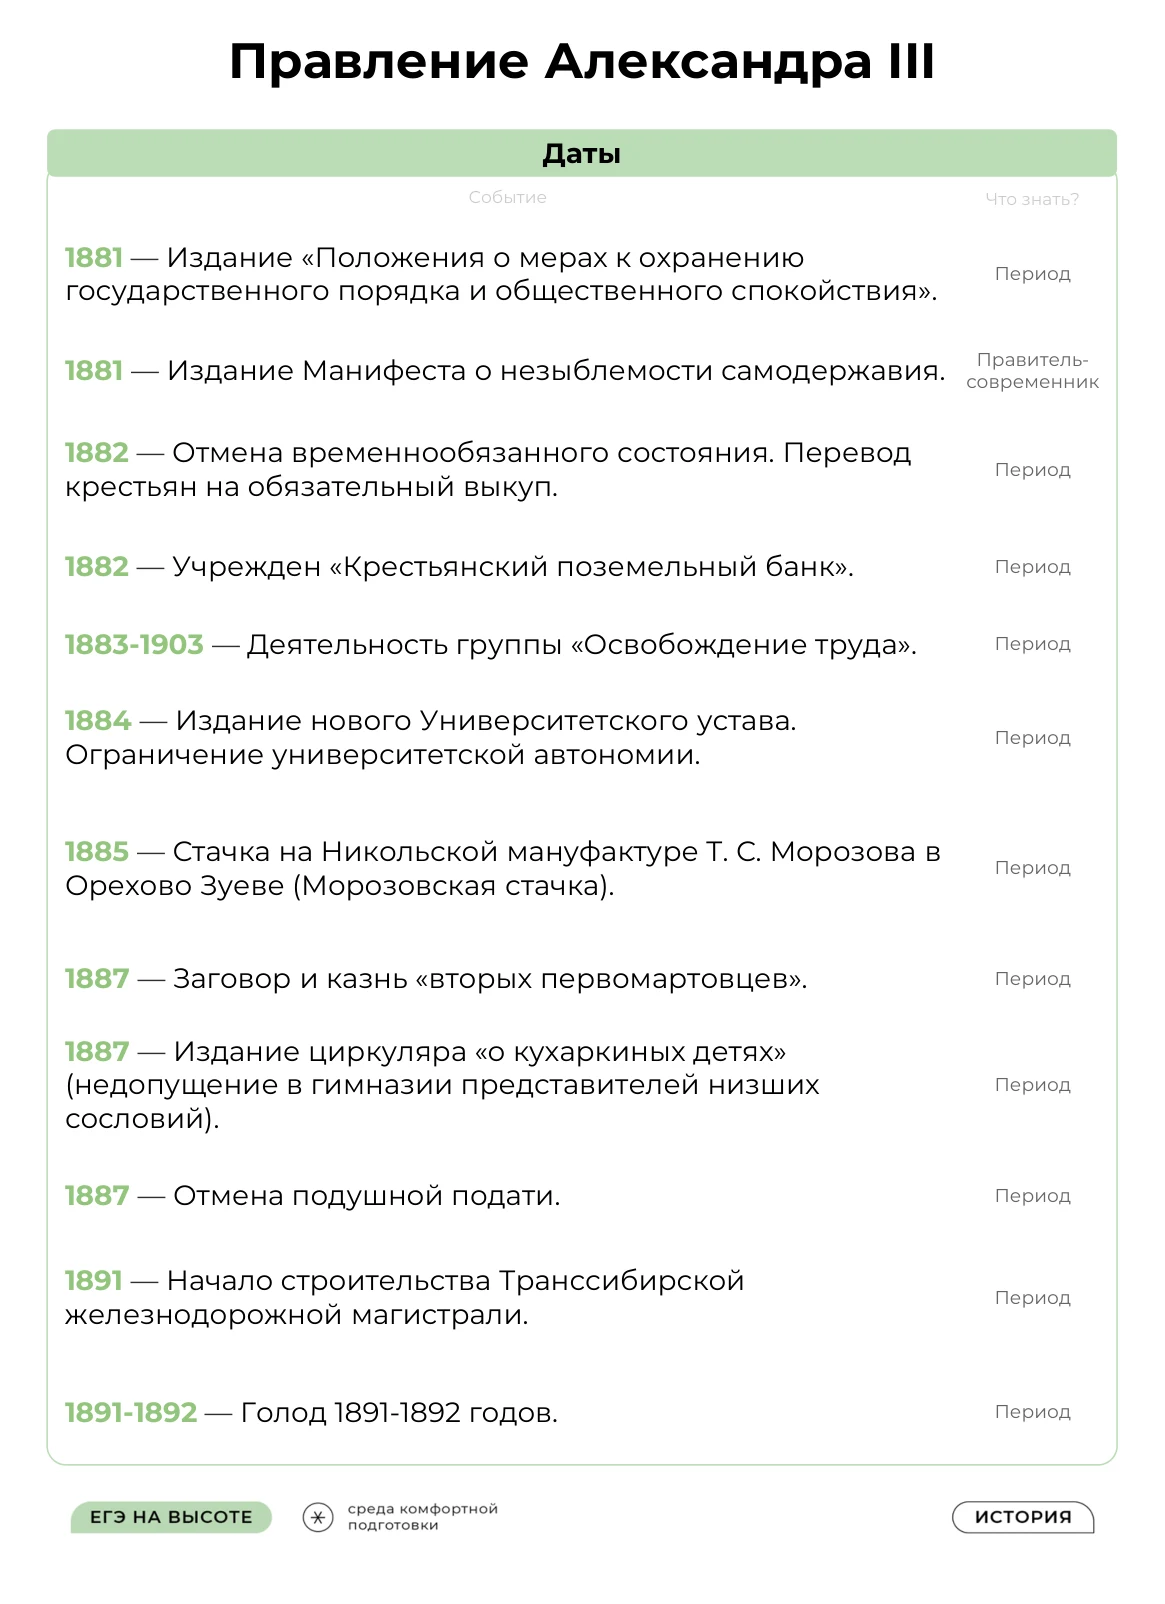 Правление Александра III
Даты
Событие
Что знать?
1881 — Издание «Положения о мерах к охранению
государственного порядка и общественного спокойствия».
Период
1881 — Издание Манифеста о незыблемости самодержавия.
Правитель-
современник
1882 — Отмена временнообязанного состояния. Перевод
крестьян на обязательный выкуп.
Период
1882 — Учрежден «Крестьянский поземельный банк».
Период
1883-1903 — Деятельность группы «Освобождение труда».
Период
1884 — Издание нового Университетского устава.
Ограничение университетской автономии.
Период
1885 — Стачка на Никольской мануфактуре Т. С. Морозова в
Орехово Зуеве (Морозовская стачка).
Период
1887 — Заговор и казнь «вторых первомартовцев».
Период
1887 — Издание циркуляра «о кухаркиных детях»
(недопущение в гимназии представителей низших
сословий).
Период
1887 — Отмена подушной подати.
Период
1891 — Начало строительства Транссибирской
железнодорожной магистрали.
Период
1891-1892 — Голод 1891-1892 годов.
Период
ЕГЭ НА ВЫСОТЕ
среда комфортной
подготовки
ИСТОРИЯ